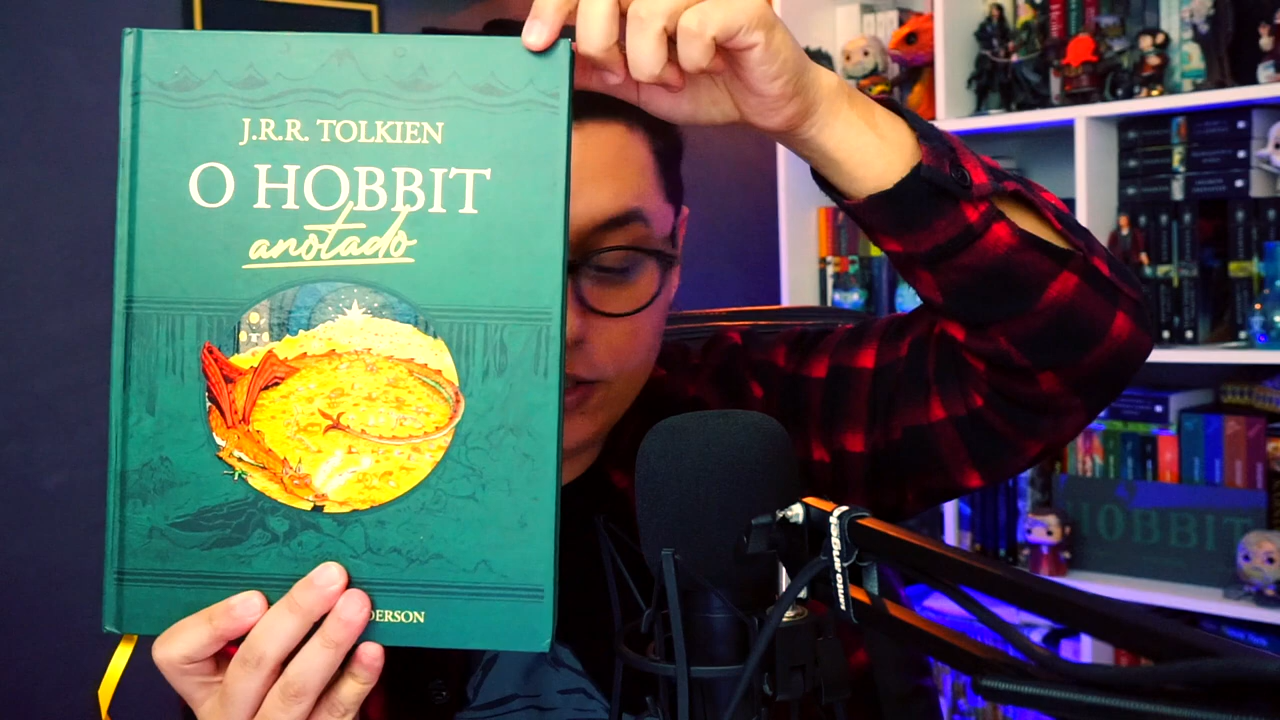 J.R.R. TOLKIEN
O HOBBIT
anotado
DERSON
HOBBIT